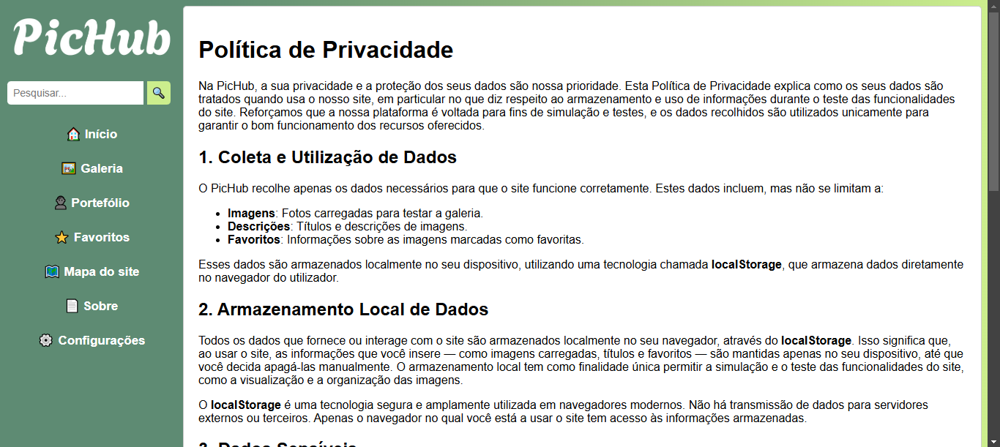 PicHub
Pesquisar...
Início
Galeria
Portefólio
Favoritos
Mapa do site
Sobre
Configurações
Política de Privacidade
Na PicHub, a sua privacidade e a proteção dos seus dados são nossa prioridade. Esta Política de Privacidade explica como os seus dados são
tratados quando usa o nosso site, em particular no que diz respeito ao armazenamento e uso de informações durante o teste das funcionalidades
do site. Reforçamos que a nossa plataforma é voltada para fins de simulação e testes, e os dados recolhidos são utilizados unicamente para
garantir o bom funcionamento dos recursos oferecidos.
1. Coleta e Utilização de Dados
O PicHub recolhe apenas os dados necessários para que o site funcione corretamente. Estes dados incluem, mas não se limitam a:
• Imagens: Fotos carregadas para testar a galeria.
• Descrições: Títulos e descrições de imagens.
• Favoritos: Informações sobre as imagens marcadas como favoritas.
Esses dados são armazenados localmente no seu dispositivo, utilizando uma tecnologia chamada localStorage, que armazena dados diretamente
no navegador do utilizador.
2. Armazenamento Local de Dados
Todos os dados que fornece ou interage com o site são armazenados localmente no seu navegador, através do localStorage. Isso significa que,
ao usar o site, as informações que você insere — como imagens carregadas, títulos e favoritos — são mantidas apenas no seu dispositivo, até que
você decida apagá-las manualmente. O armazenamento local tem como finalidade única permitir a simulação e o teste das funcionalidades do site,
como a visualização e a organização das imagens.
O localStorage é uma tecnologia segura e amplamente utilizada em navegadores modernos. Não há transmissão de dados para servidores
externos ou terceiros. Apenas o navegador no qual você está a usar o site tem acesso às informações armazenadas.
3. Dados Sensíveis